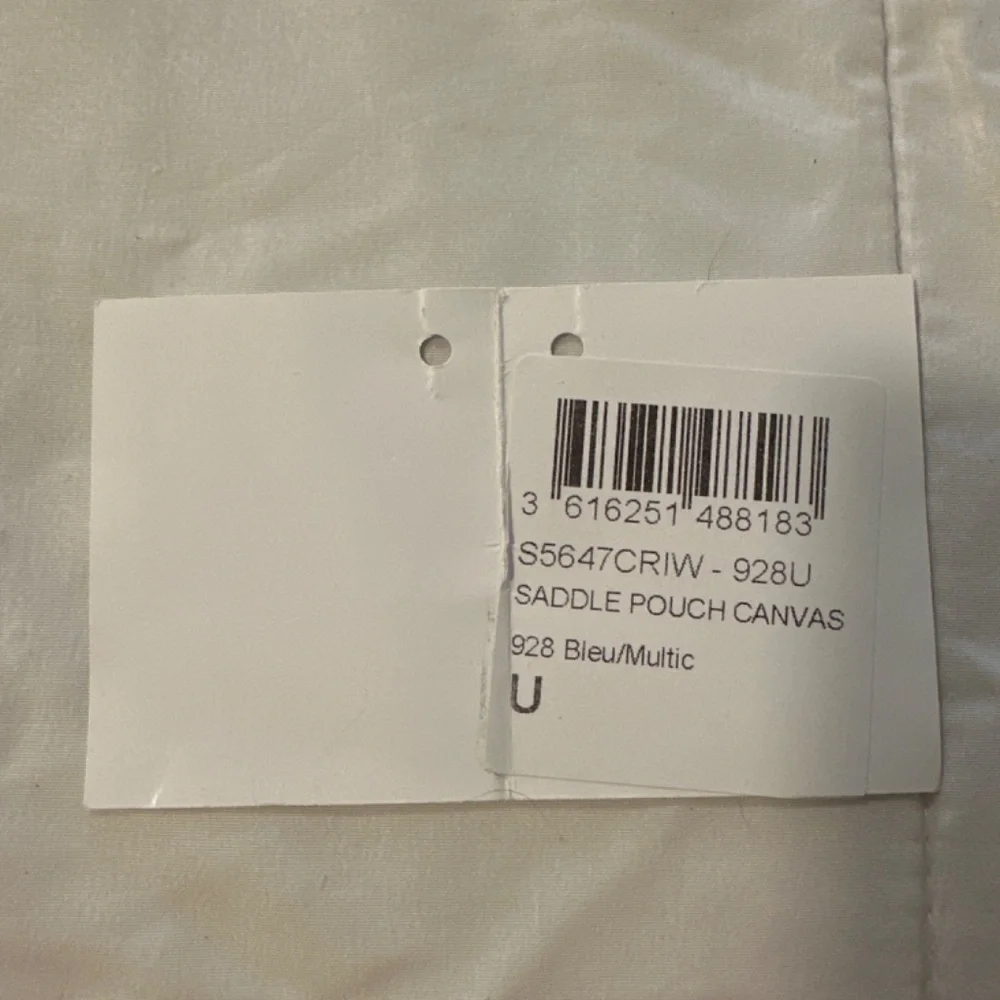 3 616251 488183
S5647CRIW - 928U
SADDLE POUCH CANVAS
928 Bleu/Multic
U